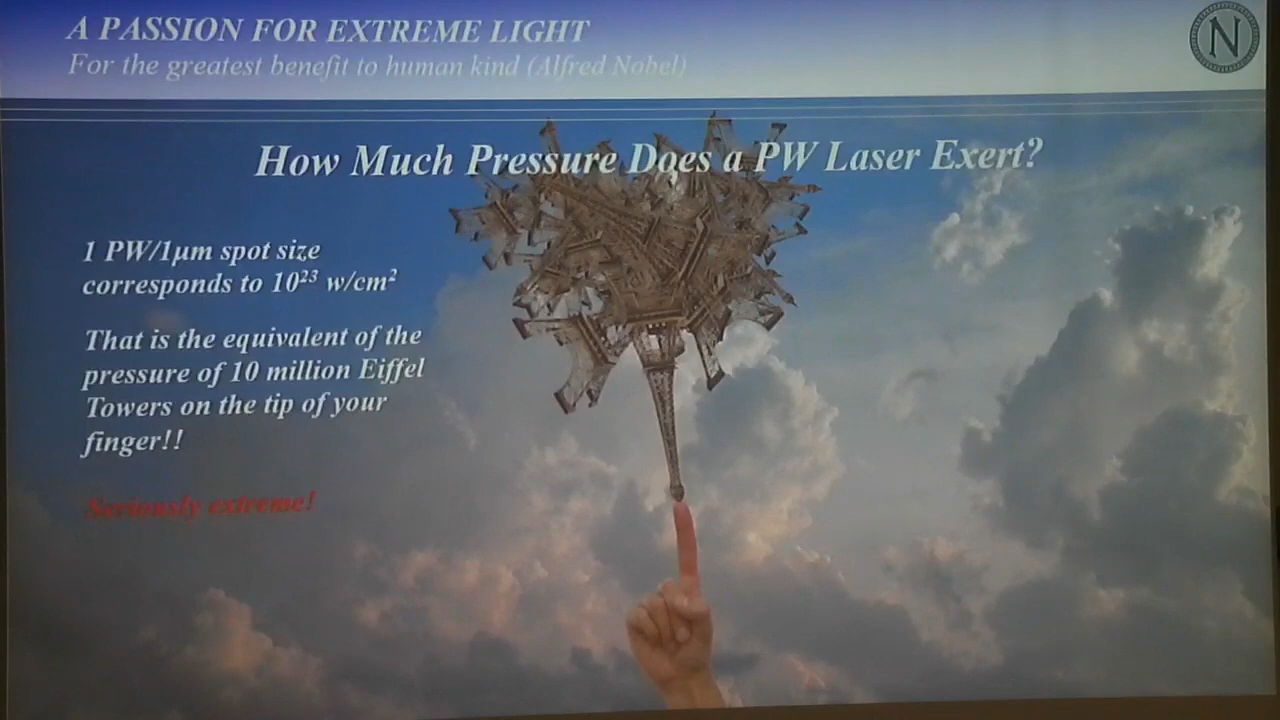 A PASSION FOR EXTREME LIGHT
For the greatest benefit to human kind (Alfred Nobel)
N
How Much Pressure Does a PW Laser Exert?
1 PW/1μm spot size
corresponds to 10²³ w/cm²
That is the equivalent of the
pressure of 10 million Eiffel
Towers on the tip of your
finger!!
Seriously extreme!